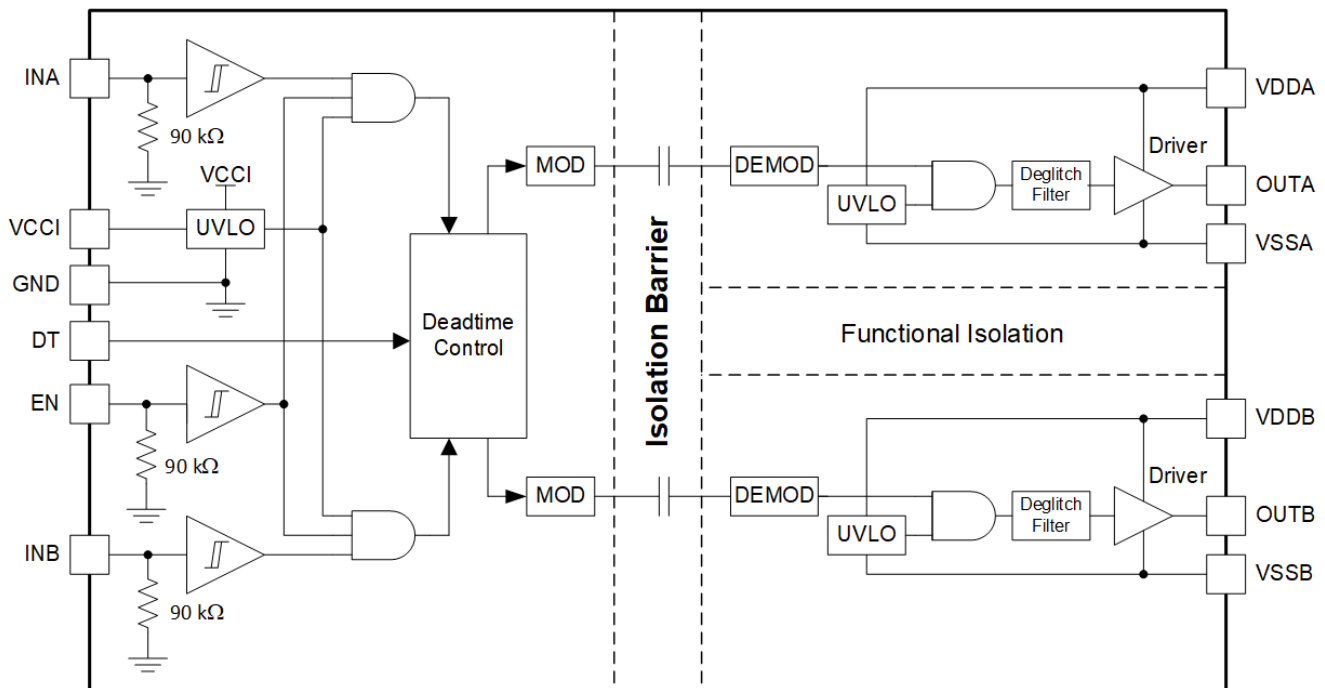 INA
90 kΩ
VCCI
VCCI
UVLO
GND
DT
EN
90 kΩ
INB
90 kΩ
Deadtime
Control
MOD
MOD
Isolation Barrier
DEMOD
UVLO
Deglitch
Filter
Driver
VDDA
OUTA
VSSA
Functional Isolation
DEMOD
UVLO
Deglitch
Filter
Driver
VDDB
OUTB
VSSB